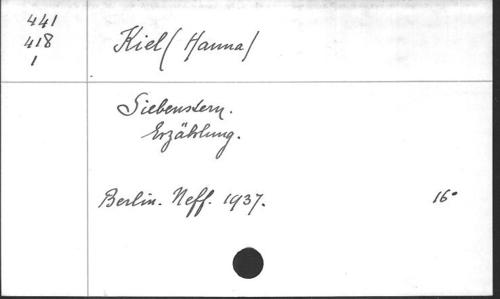 441
418
1
Kiel (Hanna)
Siebenstern.
Erzählung.
Berlin. Neff. 1937. 16°